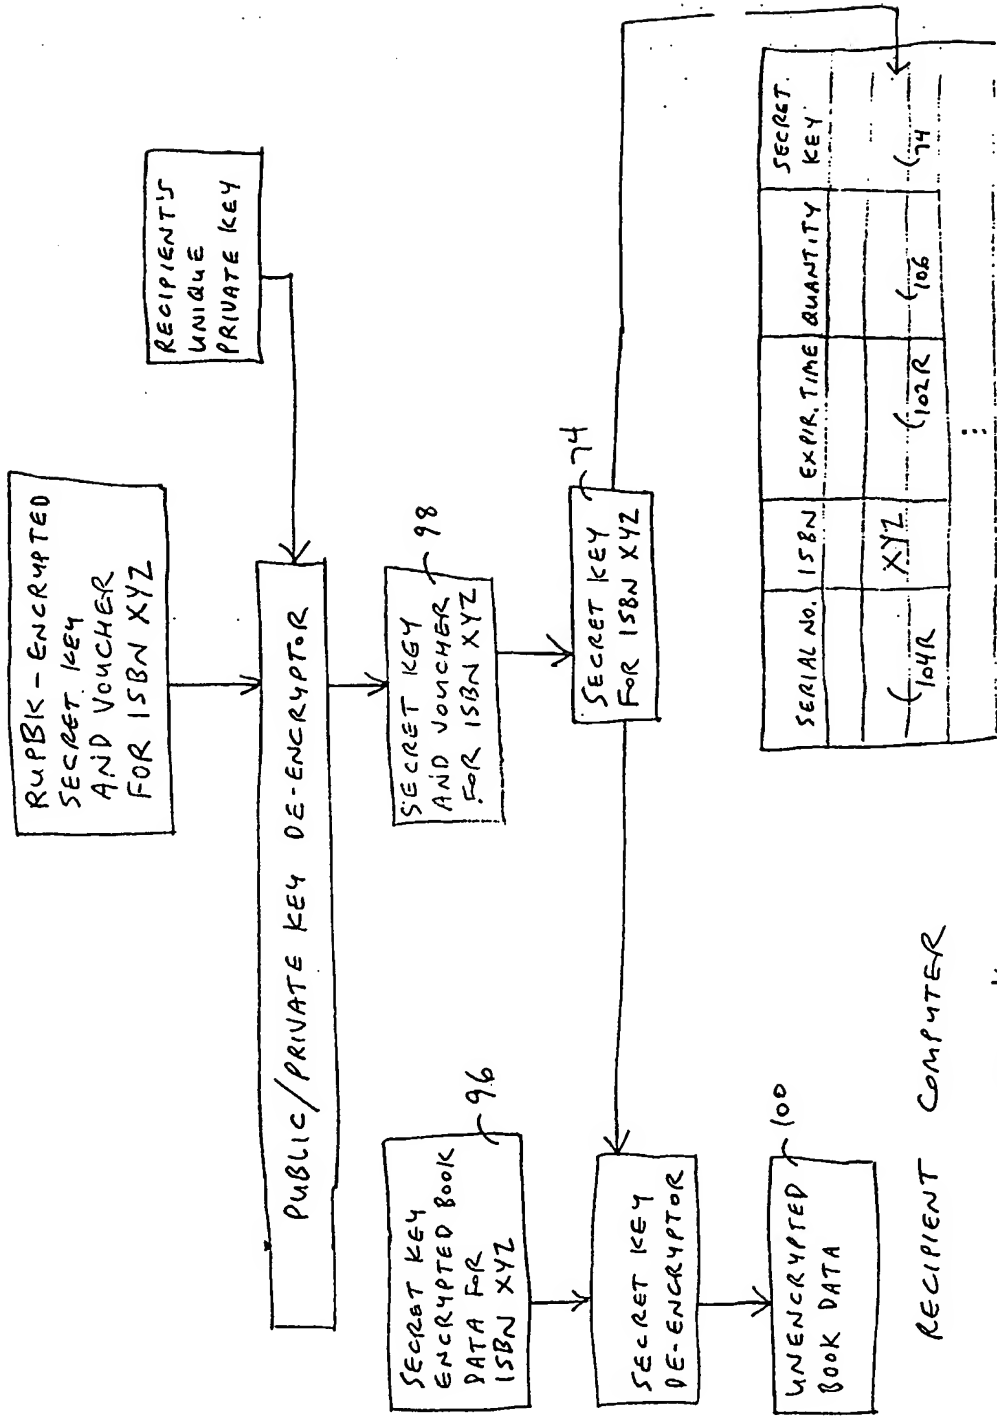 RUPBK-ENCRYPTED
SECRET KEY
AND VOUCHER
FOR ISBN XYZ
RECIPIENT'S
UNIQUE
PRIVATE KEY
PUBLIC/PRIVATE KEY DE-ENCRYPTOR
SECRET KEY
AND VOUCHER
FOR ISBN XYZ
98
SECRET KEY
ENCRYPTED BOOK
DATA FOR
ISBN XYZ
96
SECRET KEY
FOR ISBN XYZ
74
SECRET KEY
DE-ENCRYPTOR
UNENCRYPTED
BOOK DATA
100
SERIAL NO. ISBN EXPIR. TIME QUANTITY SECRET KEY
104R XYZ 102R 106 74
RECIPIENT COMPUTER